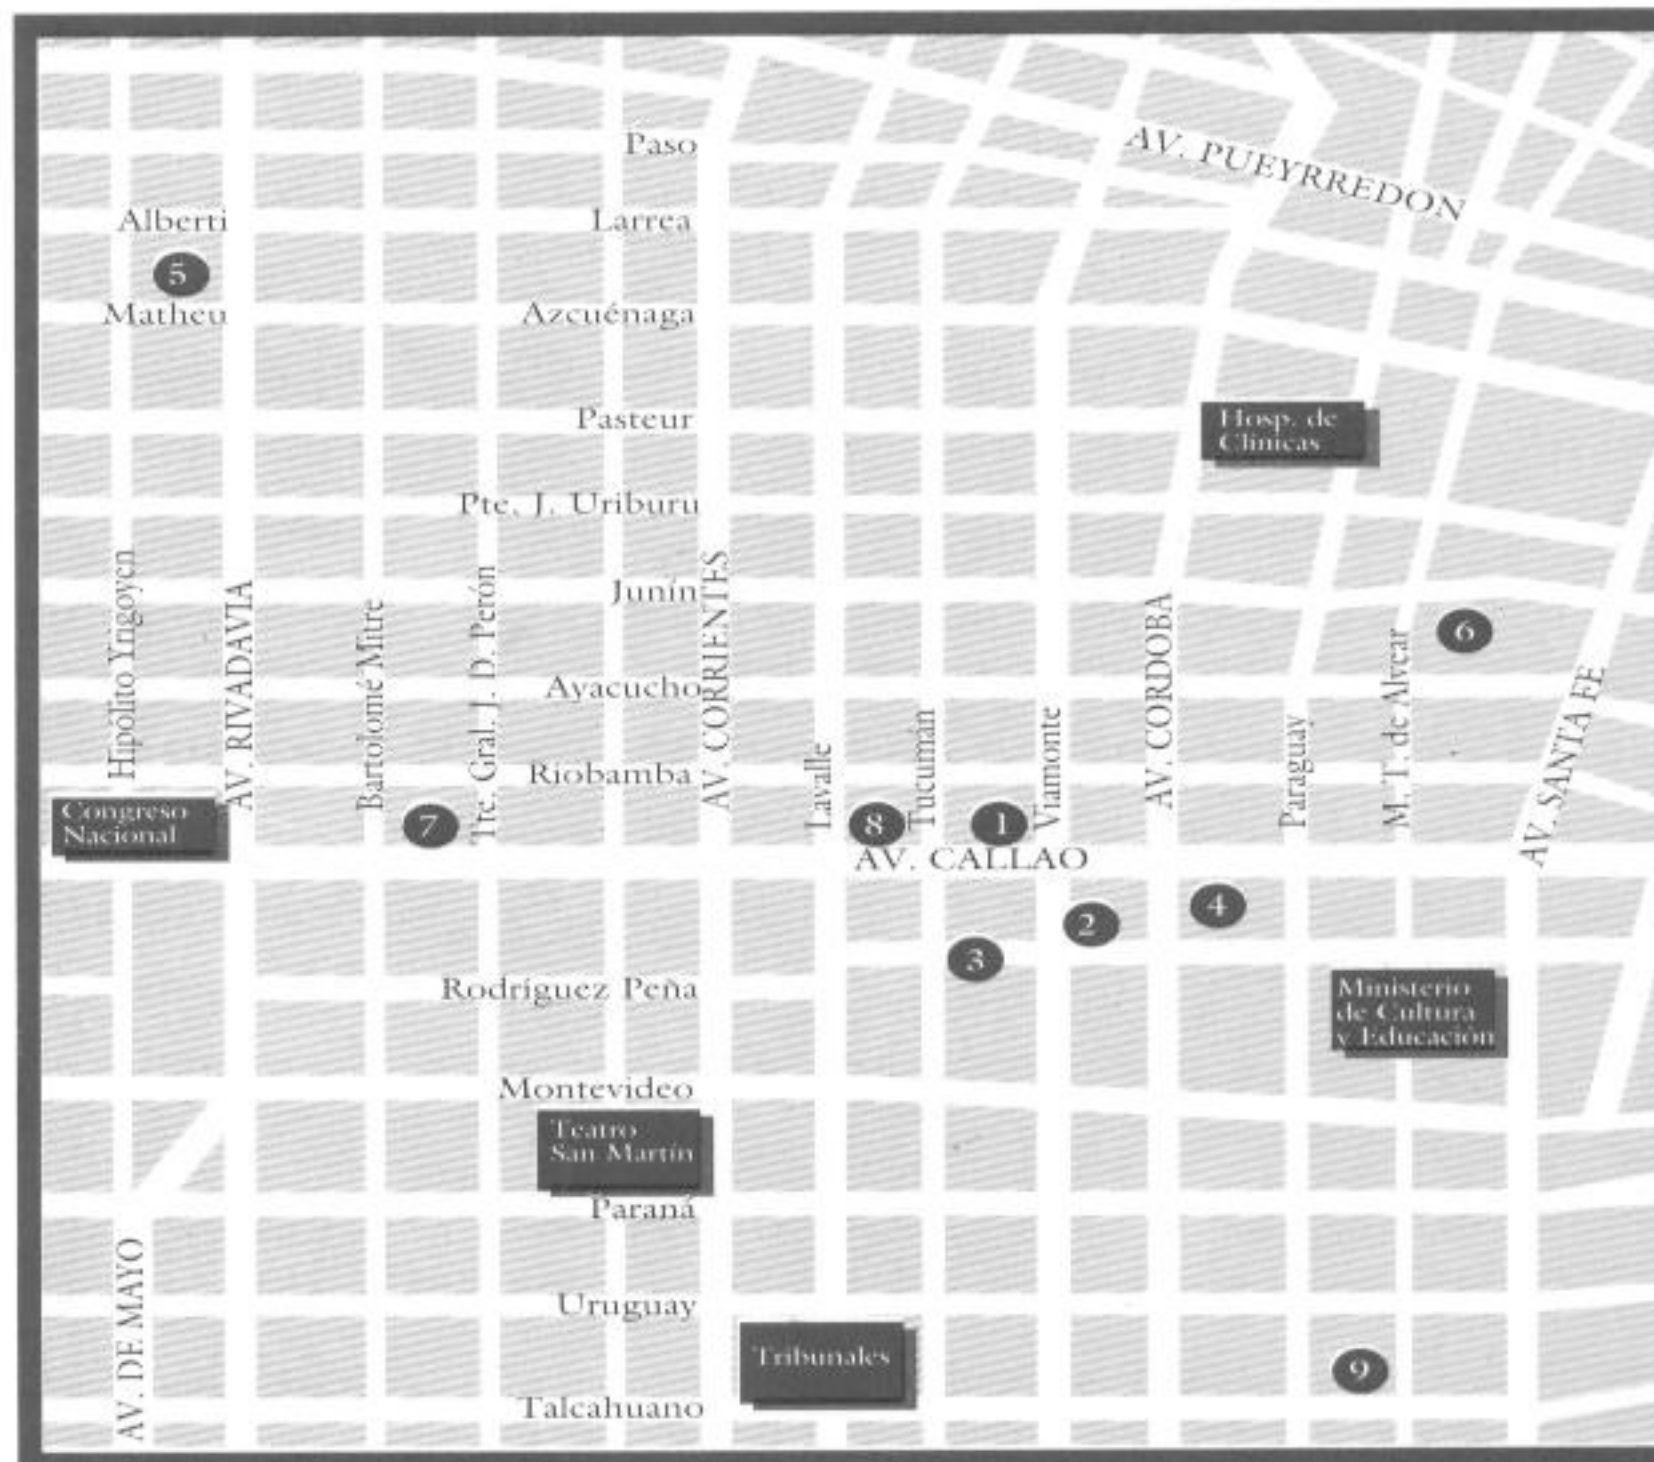 Paso
AV. PUEYRREDON
Alberti
Larrea
5
Matheu
Azcuénaga
Pasteur
Hosp. de
Clínicas
Pte. J. Uriburu
Junín
Hipólito Yrigoyen
AV. RIVADAVIA
Bartolomé Mitre
Tte. Gral. J. D. Perón
AV. CORRIENTES
AV. CORDOBA
6
Ayacucho
Riobamba
Lavalle
Tucumán
Viamonte
Paraguay
M. T. de Alvear
AV. SANTA FE
Congreso
Nacional
7
8
1
AV. CALLAO
4
2
3
Rodríguez Peña
Ministerio
de Cultura
y Educación
Montevideo
Teatro
San Martín
Paraná
AV. DE MAYO
Uruguay
Tribunales
9
Talcahuano